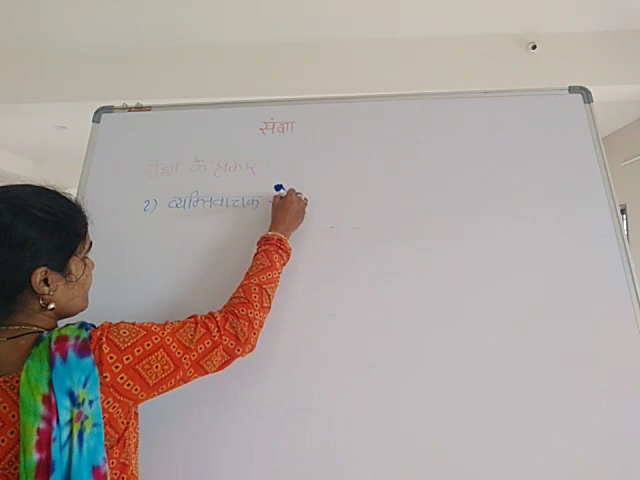 संज्ञा
संज्ञा के प्रकार
१) व्यक्तिवाचक